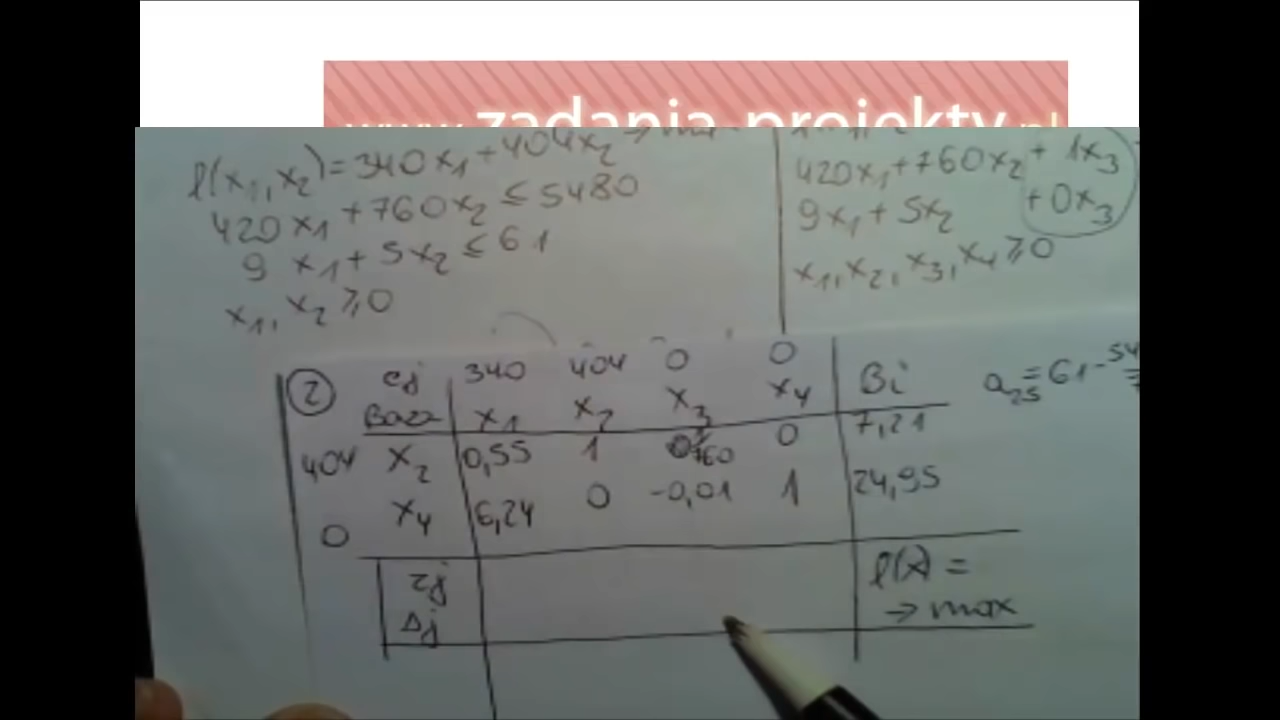 www.zadania-projekty.pl
f(x₁,x₂)=340x₁+404x₂→
420x₁+760x₂≤5480
9x₁+5x₂≤61
x₁,x₂≥0
420x₁+760x₂+1x₃
9x₁+5x₂+0x₃
x₁,x₂,x₃,x₄≥0
② cj 340 404 0 0 Bi
Baza x₁ x₂ x₃ x₄
404 x₂ 0,55 1 0 7,21
0 x₄ 6,24 0 -0,01 1 24,95
zj f(x)=
Δj →max
a₂₅=61-